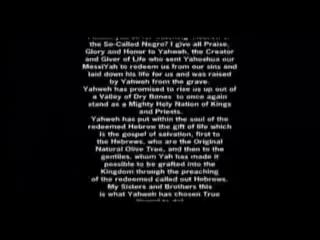 the So-Called Negro? I give all Praise,
Glory and Honor to Yahweh, the Creator
and Giver of Life who sent Yahoshua our
MessiYah to redeem us from our sins and
laid down his life for us and was raised
by Yahweh from the grave.
Yahweh has promised to rise us up out of
a Valley of Dry Bones to once again
stand as a Mighty Holy Nation of Kings
and Priests.
Yahweh has put within the soul of the
redeemed Hebrew the gift of life which
is the gospel of salvation, first to
the Hebrews, who are the Original
Natural Olive Tree, and then to the
gentiles, whom Yah has made it
possible to be grafted into the
Kingdom through the preaching
of the redeemed called out Hebrews.
My Sisters and Brothers this
is what Yahweh has chosen True